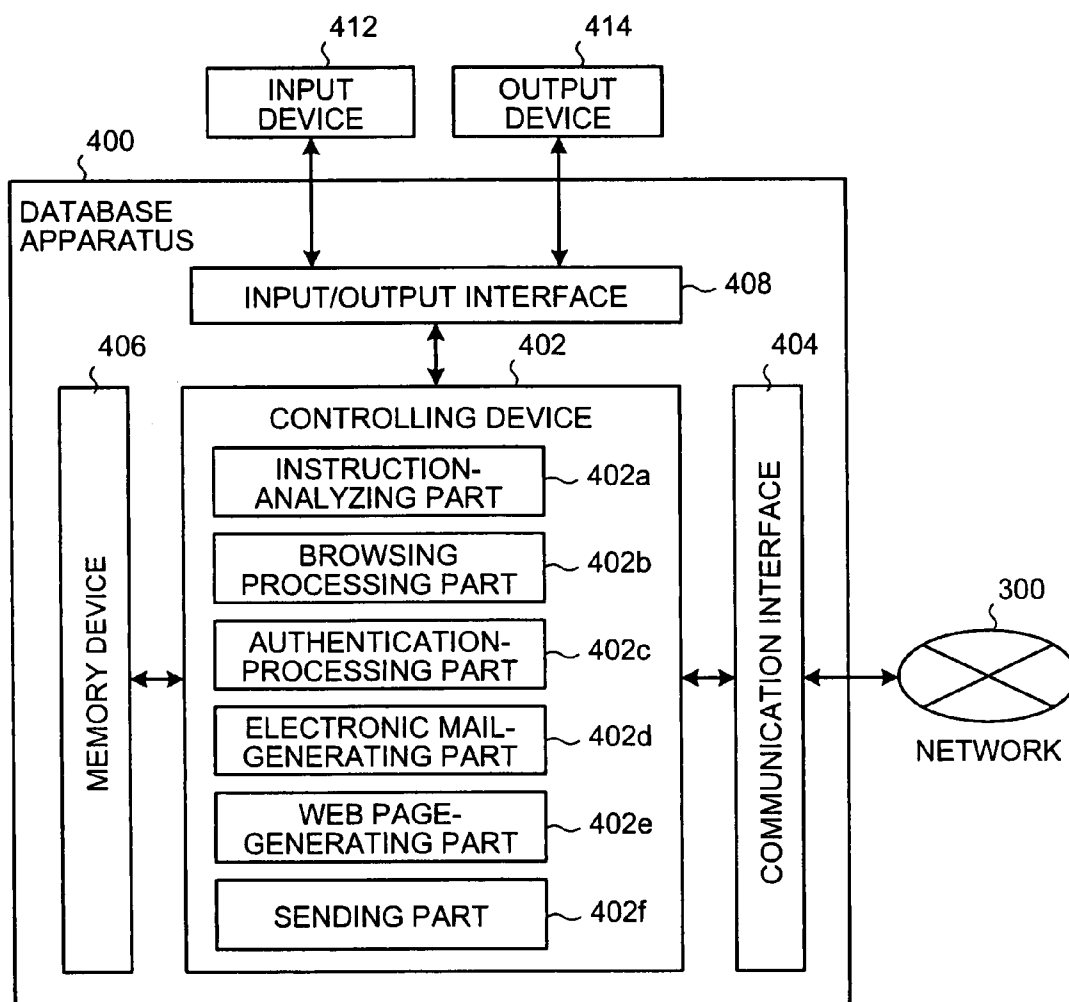 412
414
INPUT
DEVICE
OUTPUT
DEVICE
400
DATABASE
APPARATUS
INPUT/OUTPUT INTERFACE
408
406
402
404
MEMORY DEVICE
CONTROLLING DEVICE
INSTRUCTION-
ANALYZING PART
402a
BROWSING
PROCESSING PART
402b
AUTHENTICATION-
PROCESSING PART
402c
ELECTRONIC MAIL-
GENERATING PART
402d
WEB PAGE-
GENERATING PART
402e
SENDING PART
402f
COMMUNICATION INTERFACE
300
NETWORK